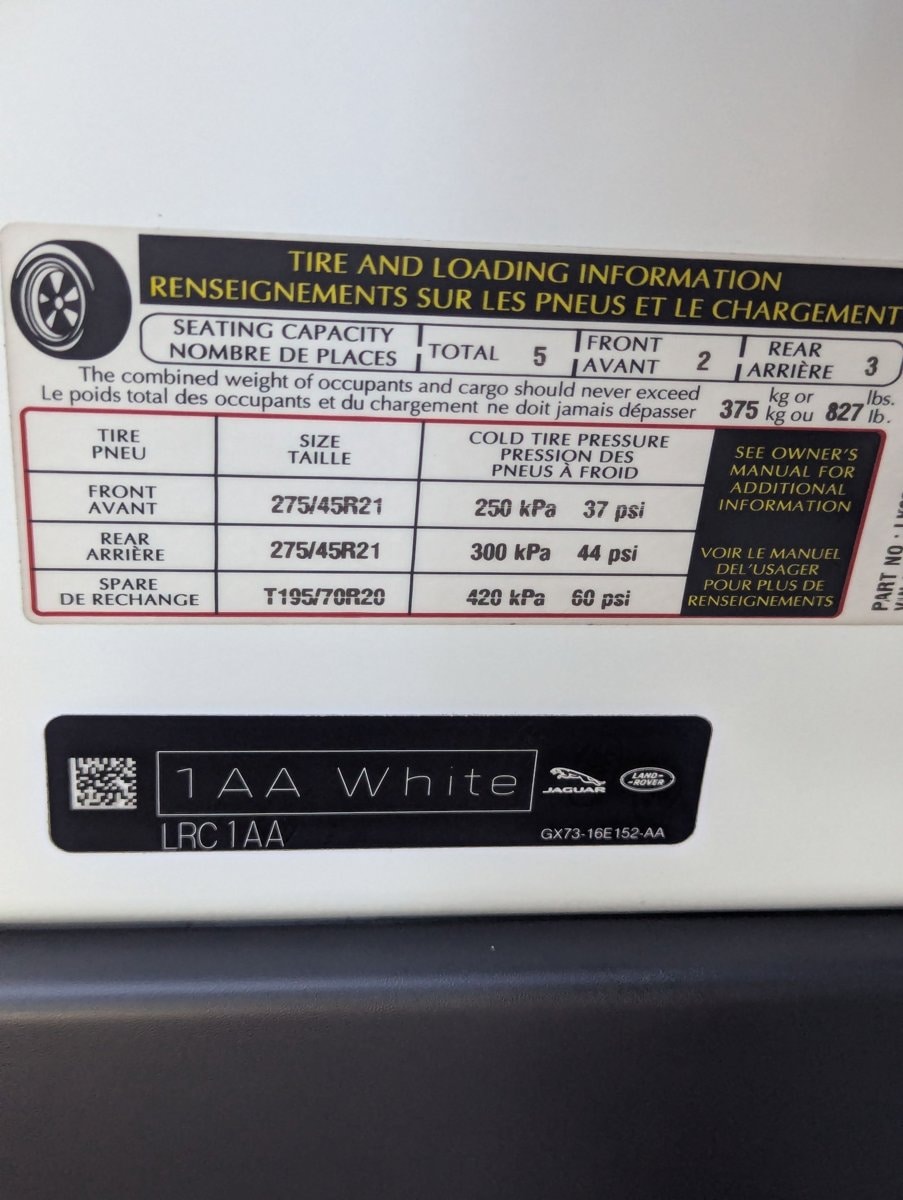 TIRE AND LOADING INFORMATION
RENSEIGNEMENTS SUR LES PNEUS ET LE CHARGEMENT
SEATING CAPACITY
NOMBRE DE PLACES
TOTAL 5
FRONT
AVANT
2
REAR
ARRIÈRE
3
The combined weight of occupants and cargo should never exceed
Le poids total des occupants et du chargement ne doit jamais dépasser
375 kg or 827 lbs.
kg ou lb.
TIRE
PNEU
SIZE
TAILLE
COLD TIRE PRESSURE
PRESSION DES
PNEUS À FROID
FRONT
AVANT
275/45R21
250 kPa 37 psi
REAR
ARRIÈRE
275/45R21
300 kPa 44 psi
SPARE
DE RECHANGE
T195/70R20
420 kPa 60 psi
SEE OWNER'S
MANUAL FOR
ADDITIONAL
INFORMATION
VOIR LE MANUEL
DEL'USAGER
POUR PLUS DE
RENSEIGNEMENTS
PART NO :
1AA White
JAGUAR
LAND-
-ROVER
LRC 1AA
GX73-16E152-AA